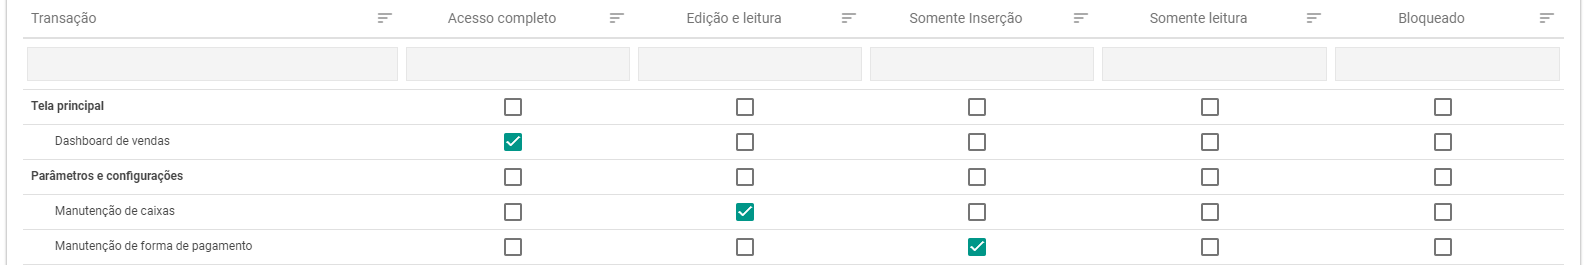 Transação Acesso completo Edição e leitura Somente Inserção Somente leitura Bloqueado
Tela principal
Dashboard de vendas
Parâmetros e configurações
Manutenção de caixas
Manutenção de forma de pagamento